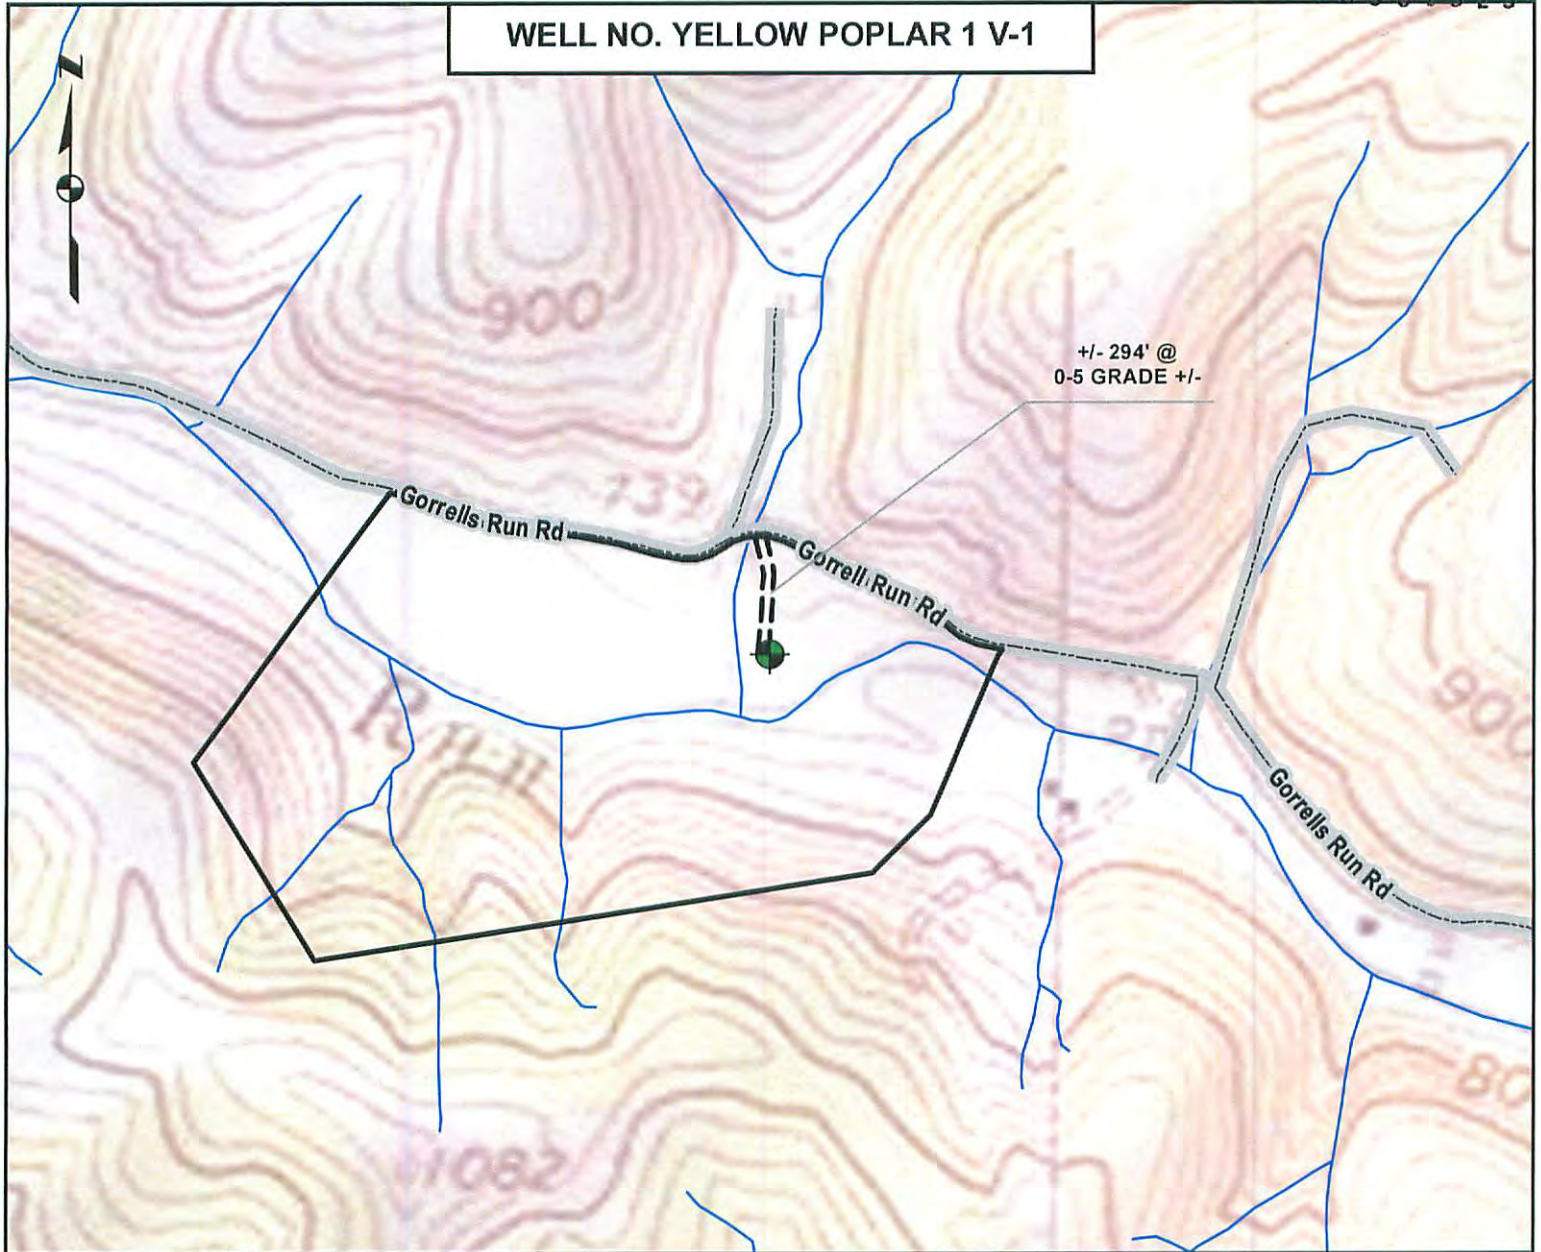 WELL NO. YELLOW POPLAR 1 V-1
Z
900
+/- 294' @
0-5 GRADE +/-
739
Gorrells Run Rd
Gorrell Run Rd
900
Gorrells Run Rd
80
1082